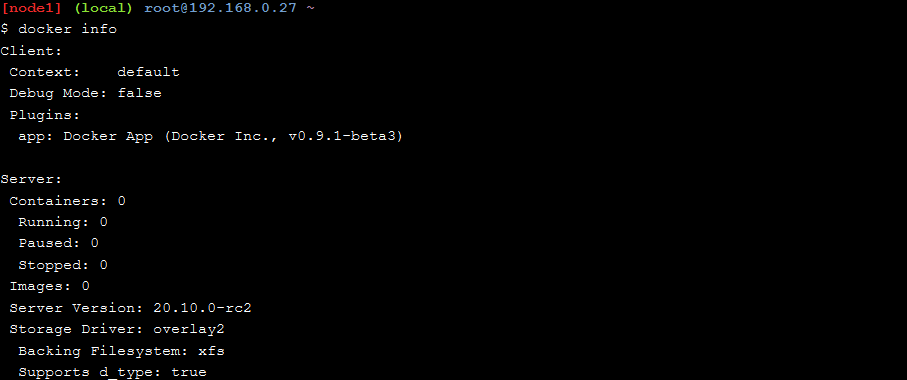 [node1] (local) root@192.168.0.27 ~
$ docker info
Client:
 Context:    default
 Debug Mode: false
 Plugins:
  app: Docker App (Docker Inc., v0.9.1-beta3)

Server:
 Containers: 0
  Running: 0
  Paused: 0
  Stopped: 0
 Images: 0
 Server Version: 20.10.0-rc2
 Storage Driver: overlay2
  Backing Filesystem: xfs
  Supports d_type: true